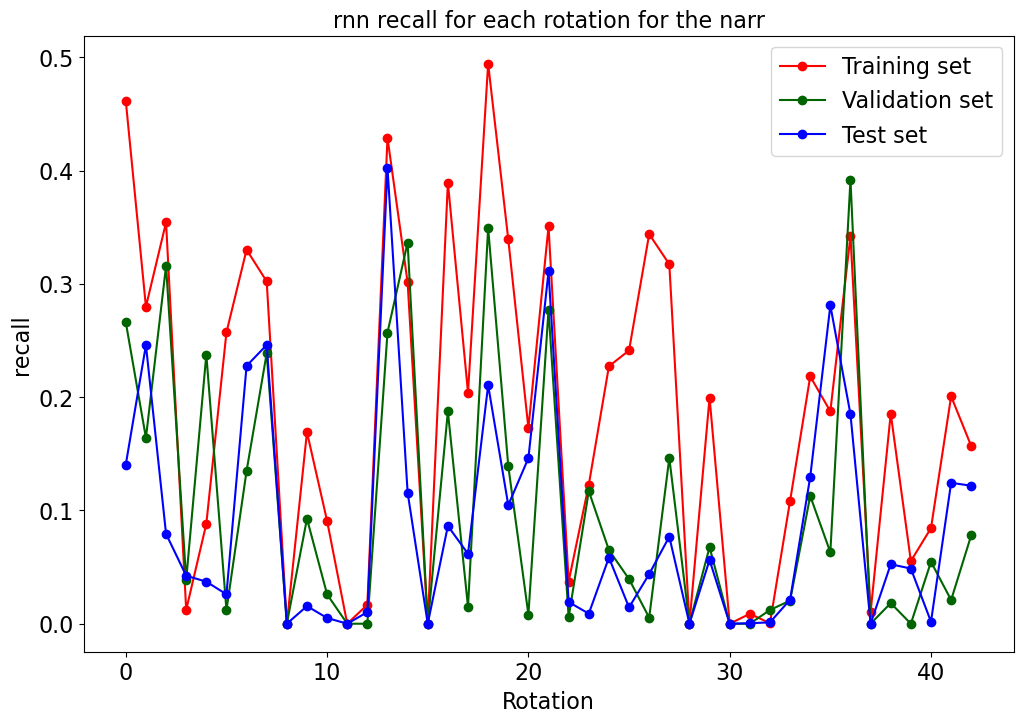 rnn recall for each rotation for the narr
Training set
Validation set
Test set
recall
0.5
0.4
0.3
0.2
0.1
0.0
0
10
20
30
40
Rotation